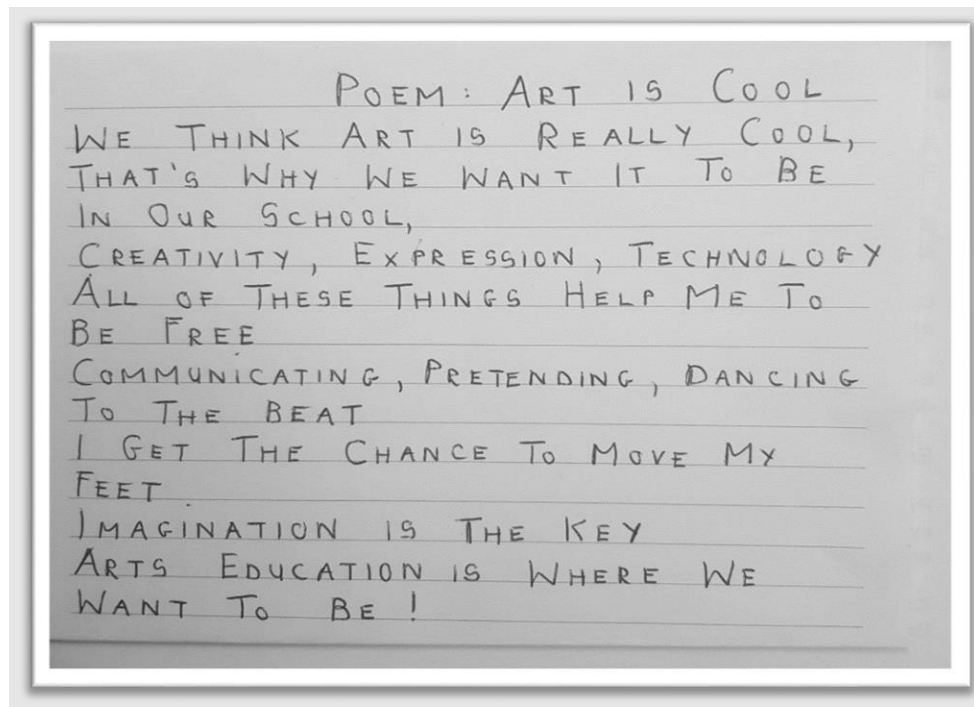 POEM: ART IS COOL
WE THINK ART IS REALLY COOL,
THAT'S WHY WE WANT IT TO BE
IN OUR SCHOOL,
CREATIVITY, EXPRESSION, TECHNOLOGY
ALL OF THESE THINGS HELP ME TO
BE FREE
COMMUNICATING, PRETENDING, DANCING
TO THE BEAT
I GET THE CHANCE TO MOVE MY
FEET
IMAGINATION IS THE KEY
ARTS EDUCATION IS WHERE WE
WANT TO BE!